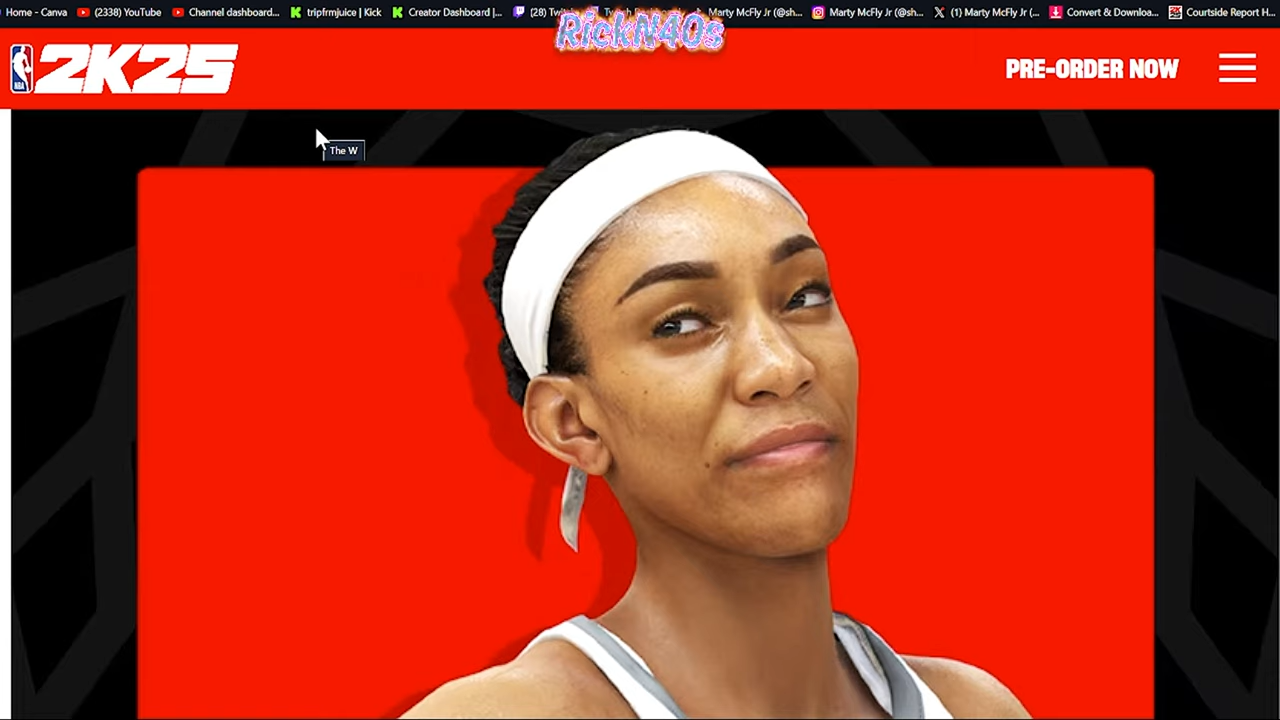 Home - Canva
(2338) YouTube
Channel dashboard...
tripfrmjuice | Kick
Creator Dashboard |...
Marty McFly Jr (@sh...
Marty McFly Jr (@sh...
(1) Marty McFly Jr (...
Convert & Downloa...
Courtside Report H...
RickN40s
NBA
2K25
PRE-ORDER NOW
The W